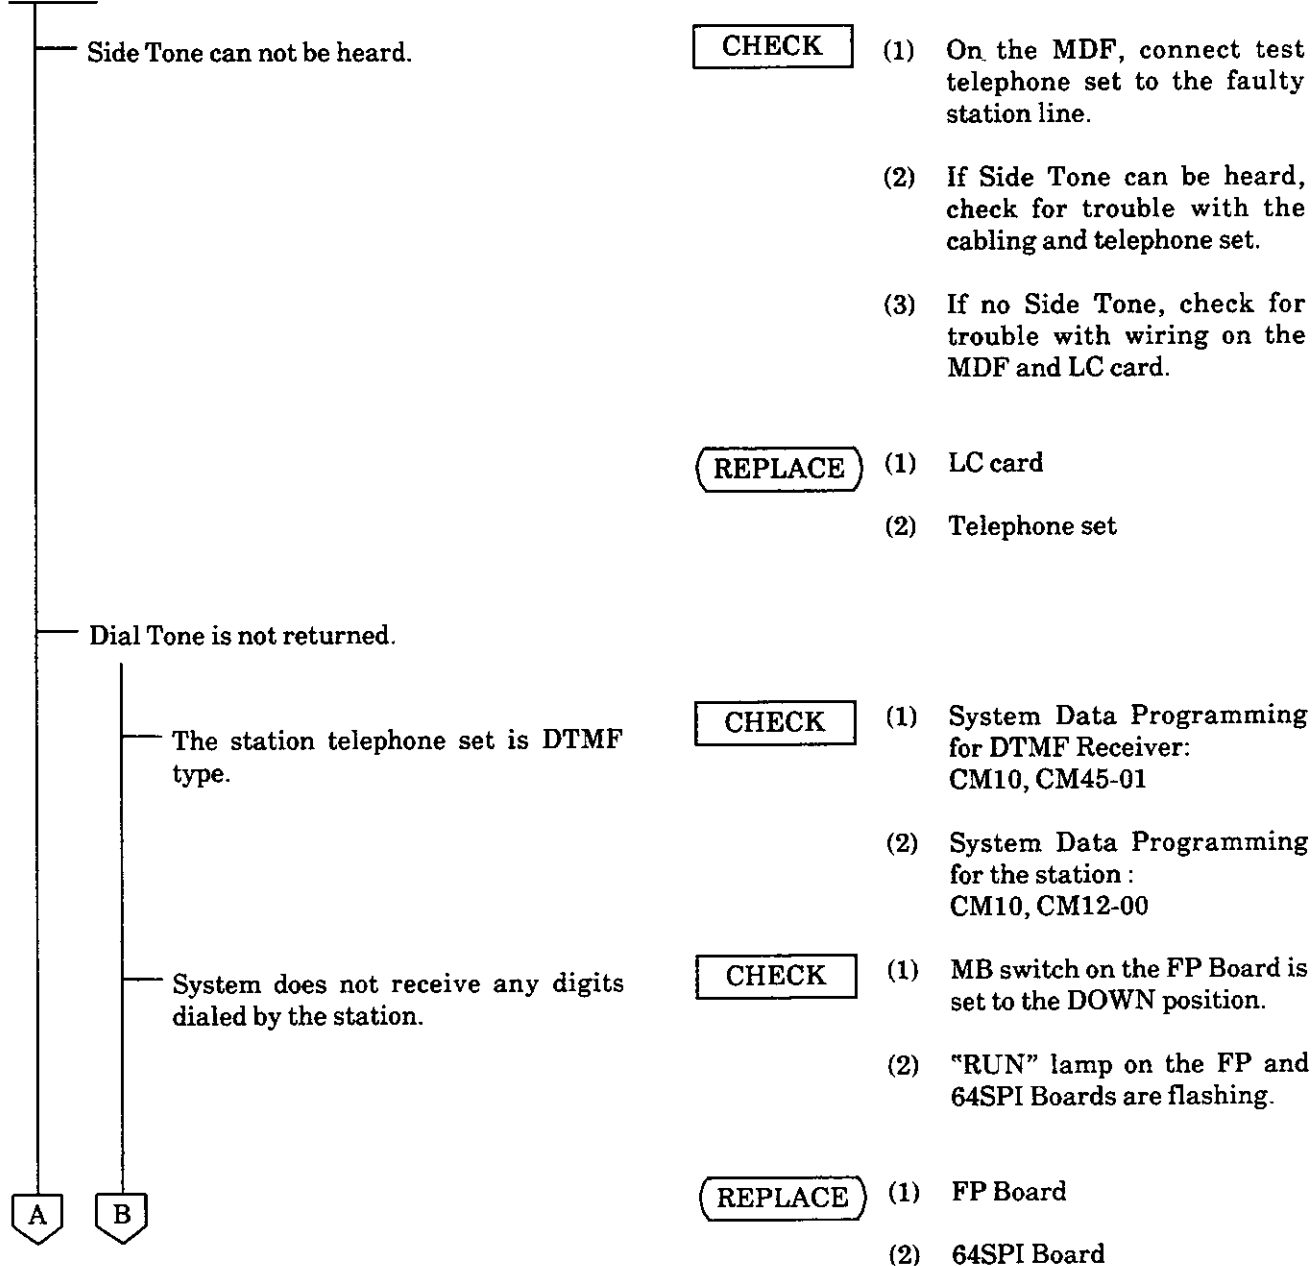 Side Tone can not be heard.
CHECK
(1) On the MDF, connect test
telephone set to the faulty
station line.
(2) If Side Tone can be heard,
check for trouble with the
cabling and telephone set.
(3) If no Side Tone, check for
trouble with wiring on the
MDF and LC card.
REPLACE
(1) LC card
(2) Telephone set
Dial Tone is not returned.
The station telephone set is DTMF
type.
CHECK
(1) System Data Programming
for DTMF Receiver:
CM10, CM45-01
(2) System Data Programming
for the station :
CM10, CM12-00
System does not receive any digits
dialed by the station.
CHECK
(1) MB switch on the FP Board is
set to the DOWN position.
(2) "RUN" lamp on the FP and
64SPI Boards are flashing.
REPLACE
(1) FP Board
(2) 64SPI Board
A
B